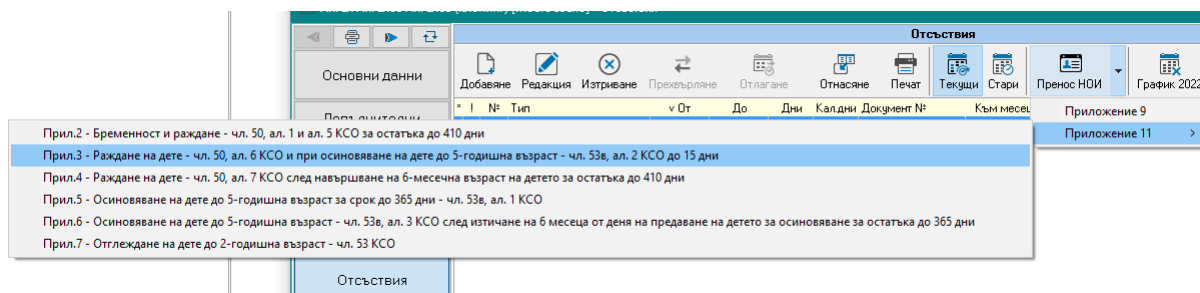 Отсъствия
Основни данни
Добавяне Редакция Изтриване Прехвърляне Отлагане Отнасяне Печат Текущи Стари Пренос НОИ График 2022
* ! № Тип v От До Дни Кал.дни Документ № Към месец
Приложение 9
Приложение 11 >
Прил.2 - Бременност и раждане - чл. 50, ал. 1 и ал. 5 КСО за остатъка до 410 дни
Прил.3 - Раждане на дете - чл. 50, ал. 6 КСО и при осиновяване на дете до 5-годишна възраст - чл. 53в, ал. 2 КСО до 15 дни
Прил.4 - Раждане на дете - чл. 50, ал. 7 КСО след навършване на 6-месечна възраст на детето за остатъка до 410 дни
Прил.5 - Осиновяване на дете до 5-годишна възраст за срок до 365 дни - чл. 53в, ал. 1 КСО
Прил.6 - Осиновяване на дете до 5-годишна възраст - чл. 53в, ал. 3 КСО след изтичане на 6 месеца от деня на предаване на детето за осиновяване за остатъка до 365 дни
Прил.7 - Отглеждане на дете до 2-годишна възраст - чл. 53 КСО
Отсъствия